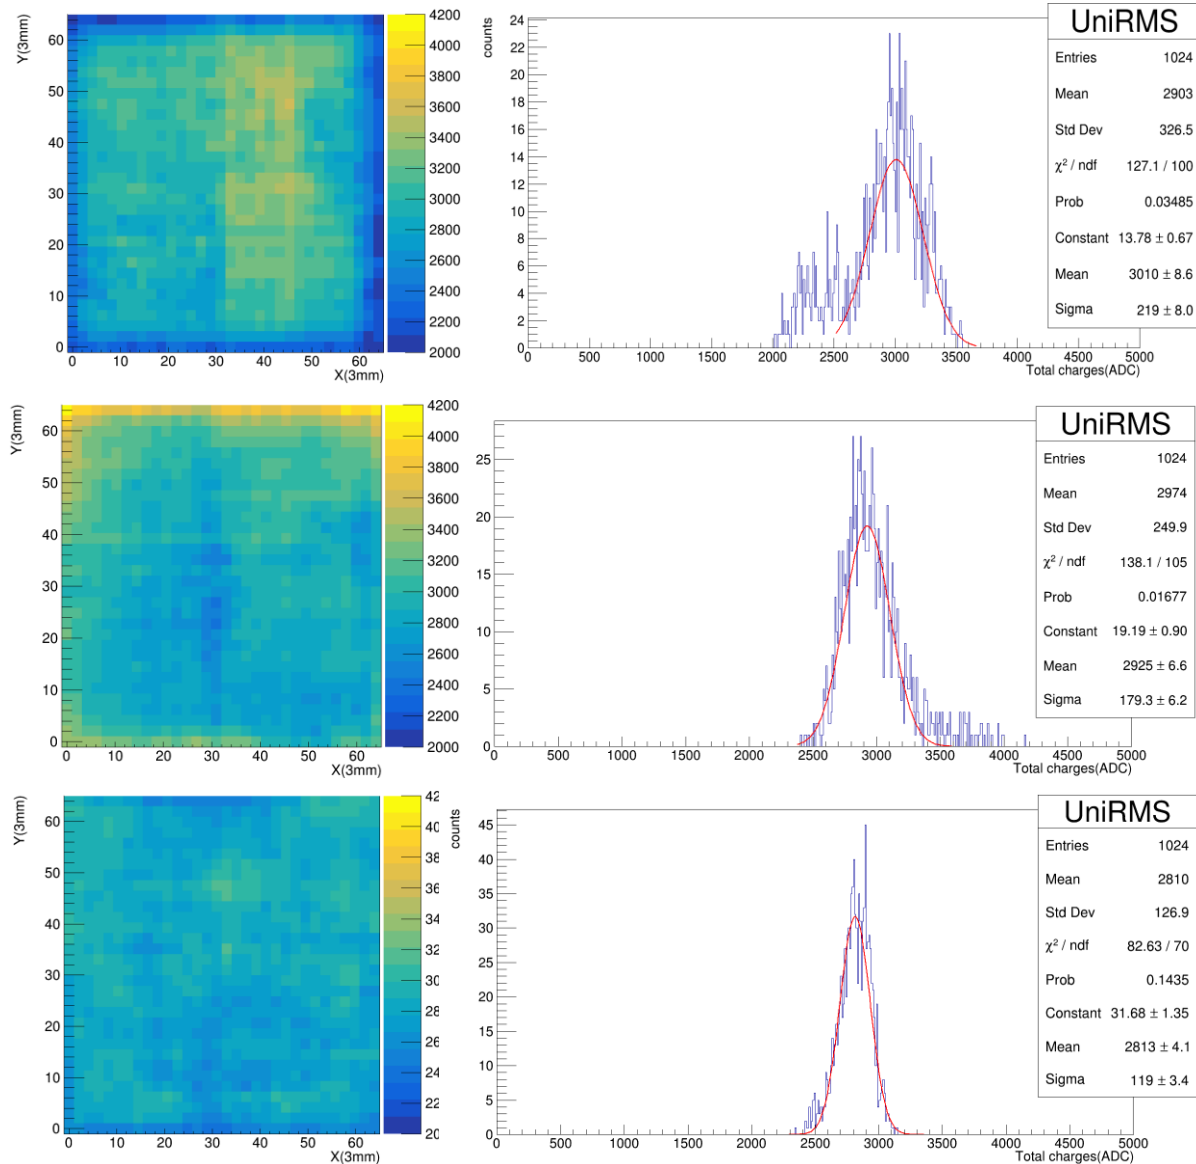 Y(3mm)
60
50
40
30
20
10
0
0 10 20 30 40 50 60
X(3mm)
4200
4000
3800
3600
3400
3200
3000
2800
2600
2400
2200
2000
counts
24
22
20
18
16
14
12
10
8
6
4
2
0
0 500 1000 1500 2000 2500 3000 3500 4000 4500 5000
Total charges(ADC)
UniRMS
Entries 1024
Mean 2903
Std Dev 326.5
χ² / ndf 127.1 / 100
Prob 0.03485
Constant 13.78 ± 0.67
Mean 3010 ± 8.6
Sigma 219 ± 8.0
Y(3mm)
60
50
40
30
20
10
0
0 10 20 30 40 50 60
X(3mm)
4200
4000
3800
3600
3400
3200
3000
2800
2600
2400
2200
2000
25
20
15
10
5
0
0 500 1000 1500 2000 2500 3000 3500 4000 4500 5000
Total charges(ADC)
UniRMS
Entries 1024
Mean 2974
Std Dev 249.9
χ² / ndf 138.1 / 105
Prob 0.01677
Constant 19.19 ± 0.90
Mean 2925 ± 6.6
Sigma 179.3 ± 6.2
Y(3mm)
60
50
40
30
20
10
0
0 10 20 30 40 50 60
X(3mm)
42
40
38
36
34
32
30
28
26
24
22
20
counts
45
40
35
30
25
20
15
10
5
0
0 500 1000 1500 2000 2500 3000 3500 4000 4500 5000
Total charges(ADC)
UniRMS
Entries 1024
Mean 2810
Std Dev 126.9
χ² / ndf 82.63 / 70
Prob 0.1435
Constant 31.68 ± 1.35
Mean 2813 ± 4.1
Sigma 119 ± 3.4